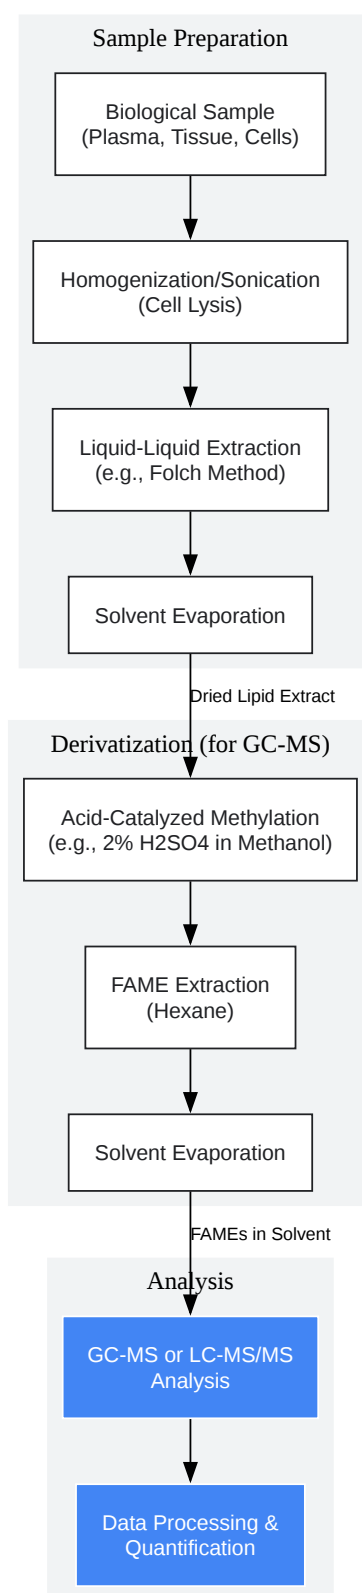 Sample Preparation
Biological Sample
(Plasma, Tissue, Cells)
Homogenization/Sonication
(Cell Lysis)
Liquid-Liquid Extraction
(e.g., Folch Method)
Solvent Evaporation
Dried Lipid Extract
Derivatization (for GC-MS)
Acid-Catalyzed Methylation
(e.g., 2% H2SO4 in Methanol)
FAME Extraction
(Hexane)
Solvent Evaporation
FAMEs in Solvent
Analysis
GC-MS or LC-MS/MS
Analysis
Data Processing &
Quantification